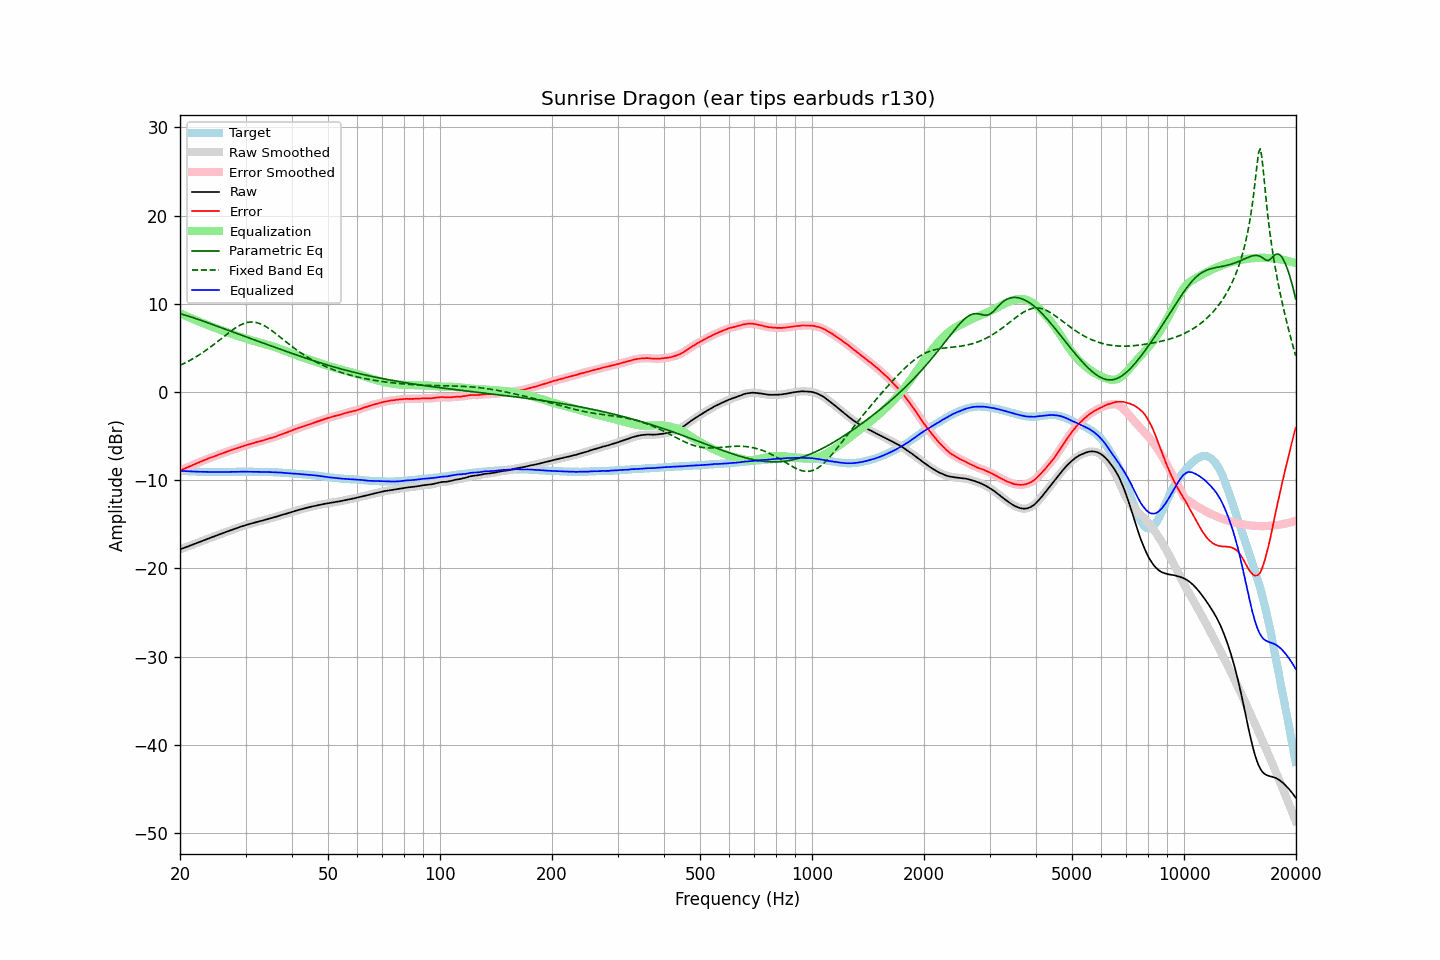 Sunrise Dragon (ear tips earbuds r130)
Target
Raw Smoothed
Error Smoothed
Raw
Error
Equalization
Parametric Eq
Fixed Band Eq
Equalized
30
20
10
0
−10
−20
−30
−40
−50
Amplitude (dBr)
20 50 100 200 500 1000 2000 5000 10000 20000
Frequency (Hz)